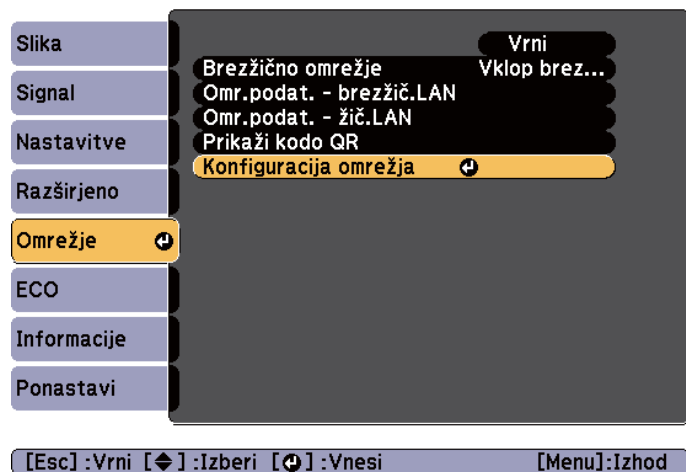 Slika
Signal
Nastavitve
Razširjeno
Omrežje
ECO
Informacije
Ponastavi
Vrni
Brezžično omrežje Vklop brez...
Omr.podat. - brezžič.LAN
Omr.podat. - žič.LAN
Prikaži kodo QR
Konfiguracija omrežja
[Esc] :Vrni [ ] :Izberi [ ] :Vnesi [Menu]:Izhod